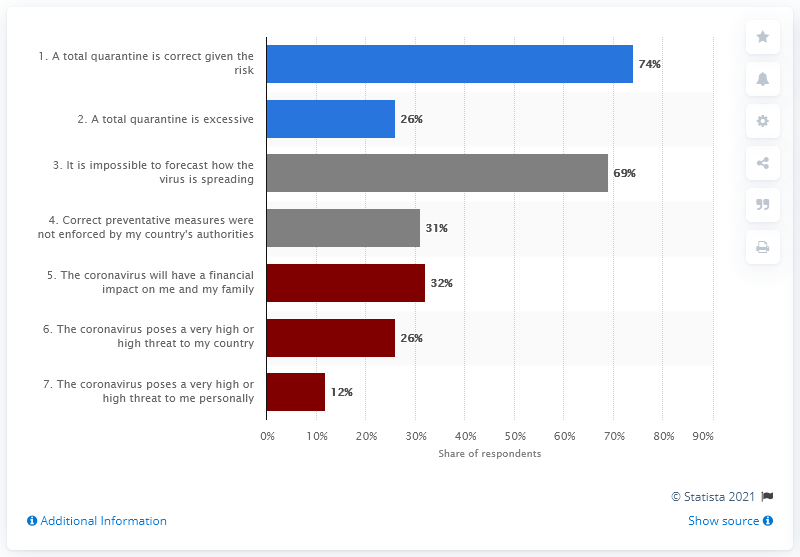 1. A total quarantine is correct given the
risk
74%
2. A total quarantine is excessive
26%
3. It is impossible to forecast how the
virus is spreading
69%
4. Correct preventative measures were
not enforced by my country's authorities
31%
5. The coronavirus will have a financial
impact on me and my family
32%
6. The coronavirus poses a very high or
high threat to my country
26%
7. The coronavirus poses a very high or
high threat to me personally
12%
0% 10% 20% 30% 40% 50% 60% 70% 80% 90%
Share of respondents
© Statista 2021
Additional Information
Show source